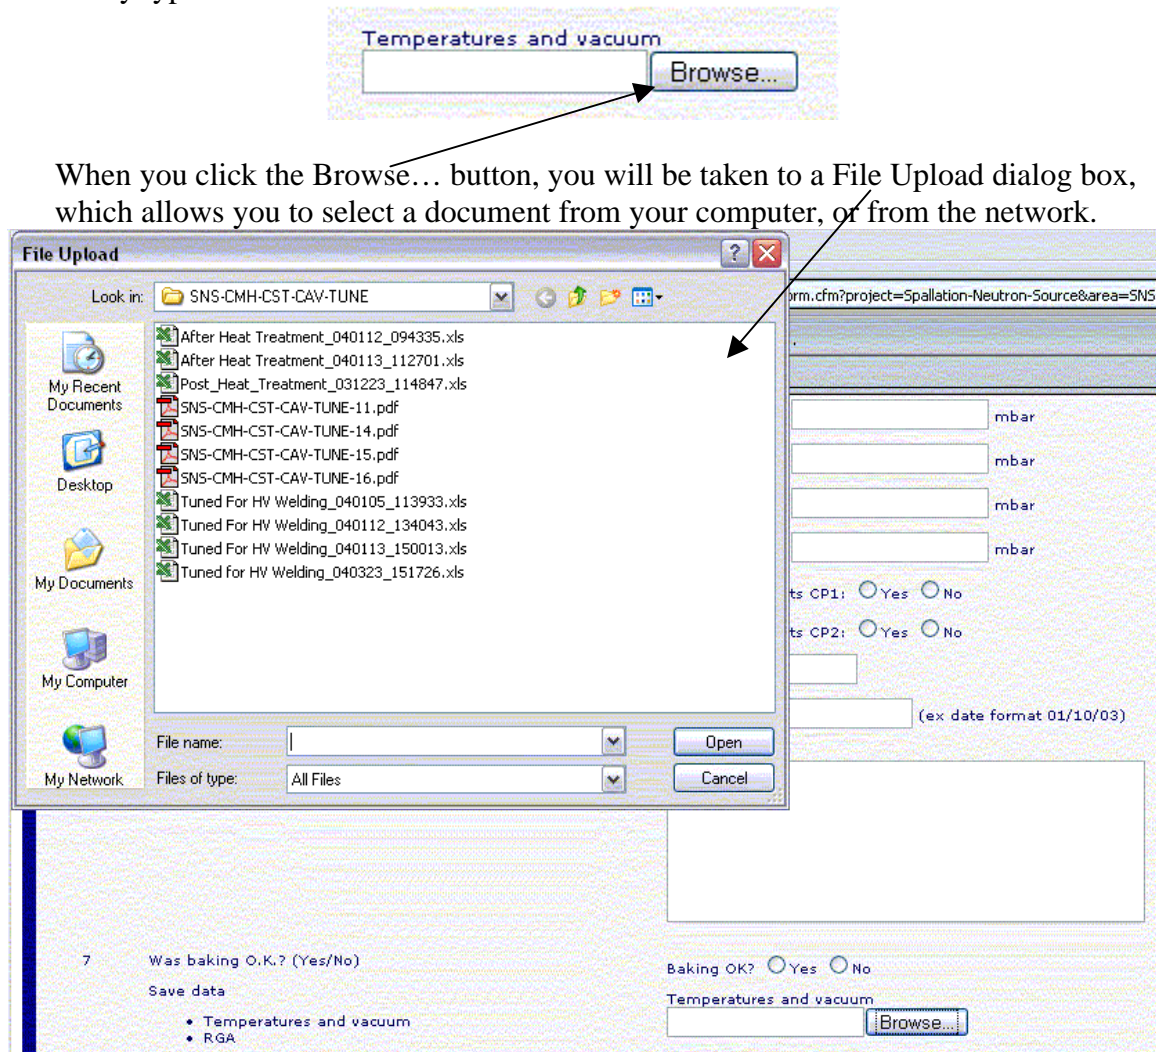 Temperatures and vacuum
Browse...
When you click the Browse… button, you will be taken to a File Upload dialog box,
which allows you to select a document from your computer, or from the network.
File Upload
?
Look in:
SNS-CMH-CST-CAV-TUNE
orm.cfm?project=Spallation-Neutron-Source&area=SNS
My Recent
Documents
Desktop
My Documents
My Computer
My Network
After Heat Treatment_040112_094335.xls
After Heat Treatment_040113_112701.xls
Post_Heat_Treatment_031223_114847.xls
SNS-CMH-CST-CAV-TUNE-11.pdf
SNS-CMH-CST-CAV-TUNE-14.pdf
SNS-CMH-CST-CAV-TUNE-15.pdf
SNS-CMH-CST-CAV-TUNE-16.pdf
Tuned For HV Welding_040105_113933.xls
Tuned For HV Welding_040112_134043.xls
Tuned For HV Welding_040113_150013.xls
Tuned for HV Welding_040323_151726.xls
File name:
Open
Files of type:
All Files
Cancel
mbar
mbar
mbar
mbar
ts CP1: Yes No
ts CP2: Yes No
(ex date format 01/10/03)
7 Was baking O.K.? (Yes/No)
Save data
• Temperatures and vacuum
• RGA
Baking OK? Yes No
Temperatures and vacuum
Browse...